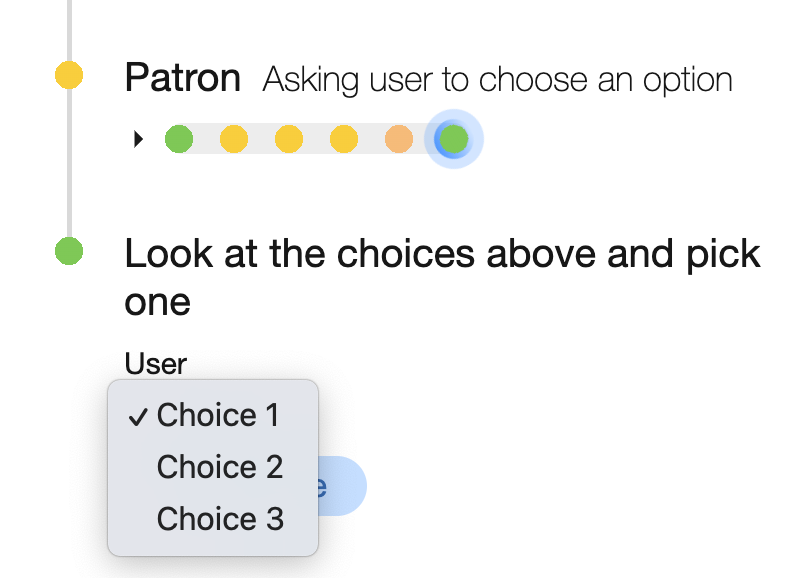 Patron Asking user to choose an option
Look at the choices above and pick
one
User
✓ Choice 1
Choice 2
Choice 3